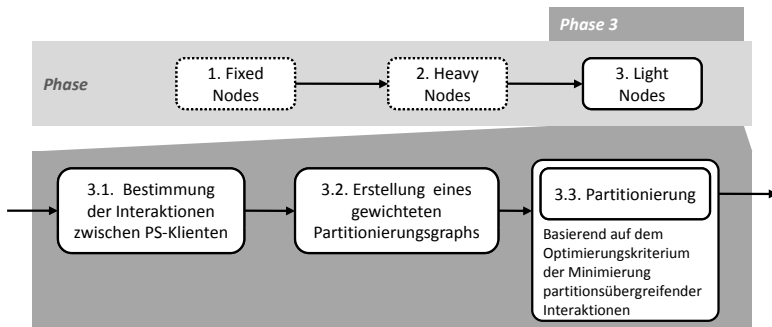 Phase 3
Phase
1. Fixed
Nodes
2. Heavy
Nodes
3. Light
Nodes
3.1. Bestimmung
der Interaktionen
zwischen PS-Klienten
3.2. Erstellung eines
gewichteten
Partitionierungsgraphs
3.3. Partitionierung
Basierend auf dem
Optimierungskriterium
der Minimierung
partitionsübergreifender
Interaktionen